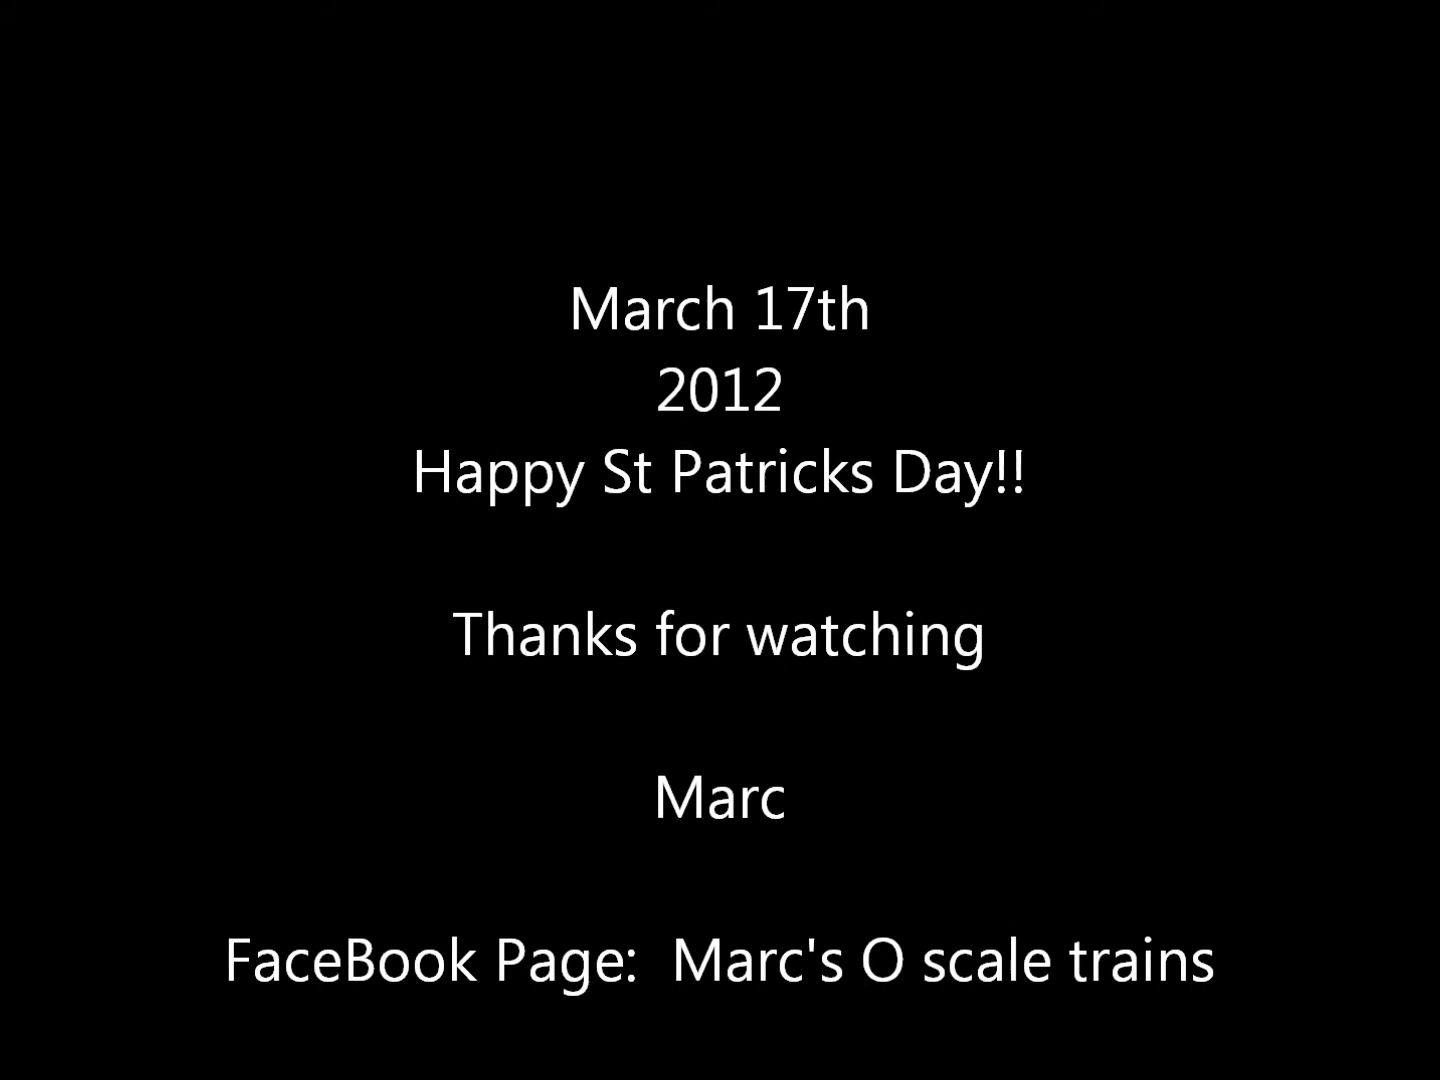 March 17th
2012
Happy St Patricks Day!!
Thanks for watching
Marc
FaceBook Page:  Marc's O scale trains